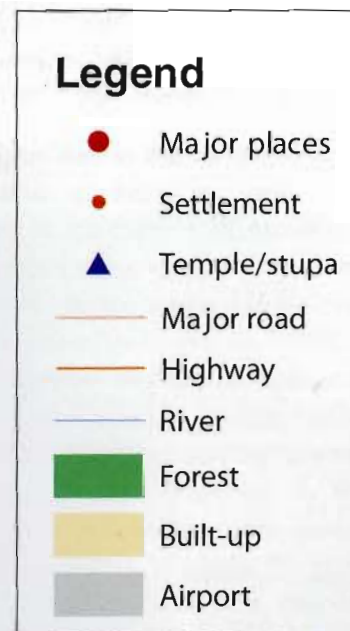 Legend
Major places
Settlement
Temple/stupa
Major road
Highway
River
Forest
Built-up
Airport